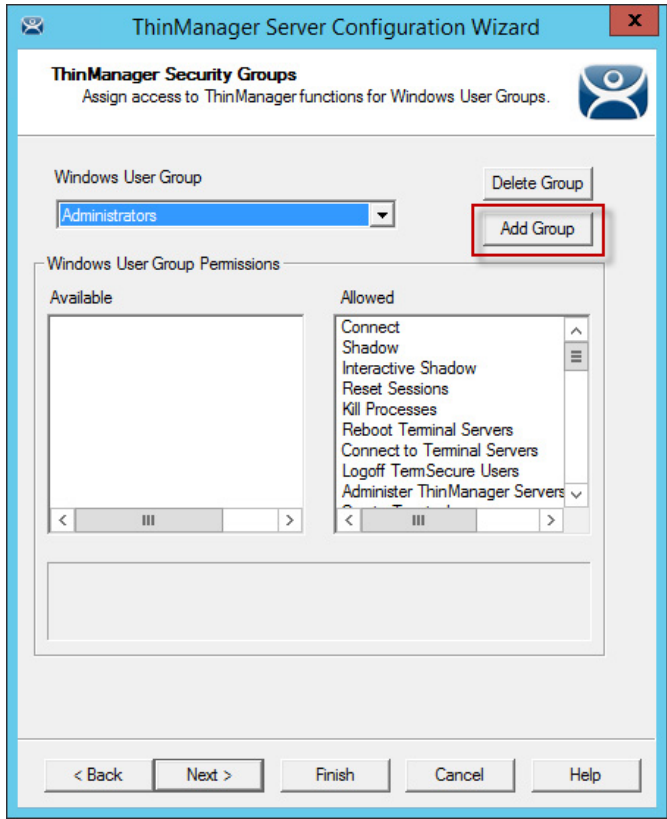 ThinManager Server Configuration Wizard
x
ThinManager Security Groups
Assign access to ThinManager functions for Windows User Groups.
Windows User Group
Delete Group
Administrators
Add Group
Windows User Group Permissions
Available
Allowed
Connect
Shadow
Interactive Shadow
Reset Sessions
Kill Processes
Reboot Terminal Servers
Connect to Terminal Servers
Logoff TermSecure Users
Administer ThinManager Servers
< Back
Next >
Finish
Cancel
Help